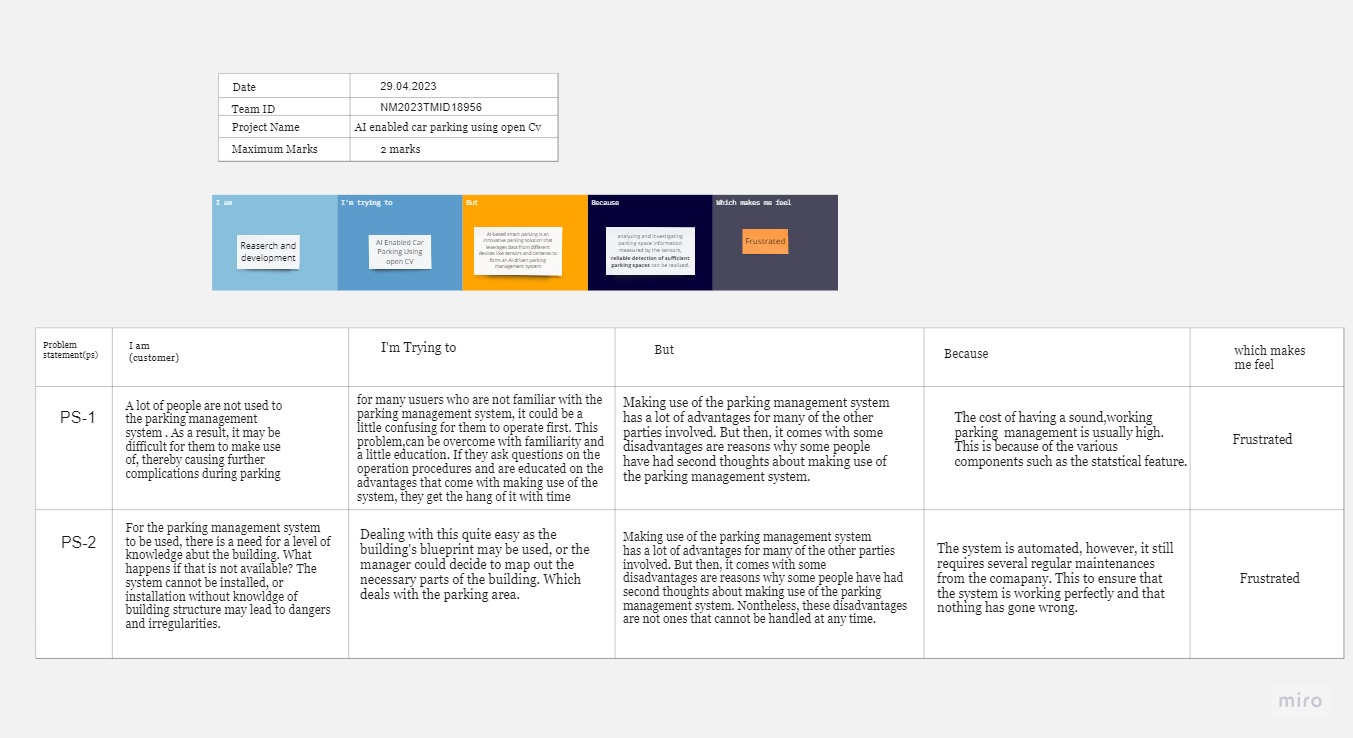 Date
29.04.2023
Team ID
NM2023TMID18956
Project Name
AI enabled car parking using open Cv
Maximum Marks
2 marks
I am
Reaserch and
development
I'm trying to
AI Enabled Car
Parking Using
open CV
But
AI-based smart parking is an
innovative parking solution that
leverages data from different
devices like sensors and cameras to
form an AI-driven parking
management system
Because
analyzing and investigating
parking space information
measured by the sensors,
reliable detection of sufficient
parking spaces can be realized.
Which makes me feel
Frustrated
Problem
statement(ps)
I am
(customer)
I'm Trying to
But
Because
which makes
me feel
PS-1
A lot of people are not used to
the parking management
system . As a result, it may be
difficult for them to make use
of, thereby causing further
complications during parking
for many usuers who are not familiar with the
parking management system, it could be a
little confusing for them to operate first. This
problem,can be overcome with familiarity and
a little education. If they ask questions on the
operation procedures and are educated on the
advantages that come with making use of the
system, they get the hang of it with time
Making use of the parking management system
has a lot of advantages for many of the other
parties involved. But then, it comes with some
disadvantages are reasons why some people
have had second thoughts about making use of
the parking management system.
The cost of having a sound,working
parking  management is usually high.
This is because of the various
components such as the statstical feature.
Frustrated
PS-2
For the parking management system
to be used, there is a need for a level of
knowledge abut the building. What
happens if that is not available? The
system cannot be installed, or
installation without knowldge of
building structure may lead to dangers
and irregularities.
Dealing with this quite easy as the
building's blueprint may be used, or the
manager could decide to map out the
necessary parts of the building. Which
deals with the parking area.
Making use of the parking management system
has a lot of advantages for many of the other parties
involved. But then, it comes with some
disadvantages are reasons why some people have had
second thoughts about making use of the parking
management system. Nontheless, these disadvantages
are not ones that cannot be handled at any time.
The system is automated, however, it still
requires several regular maintenances
from the comapany. This to ensure that
the system is working perfectly and that
nothing has gone wrong.
Frustrated
miro